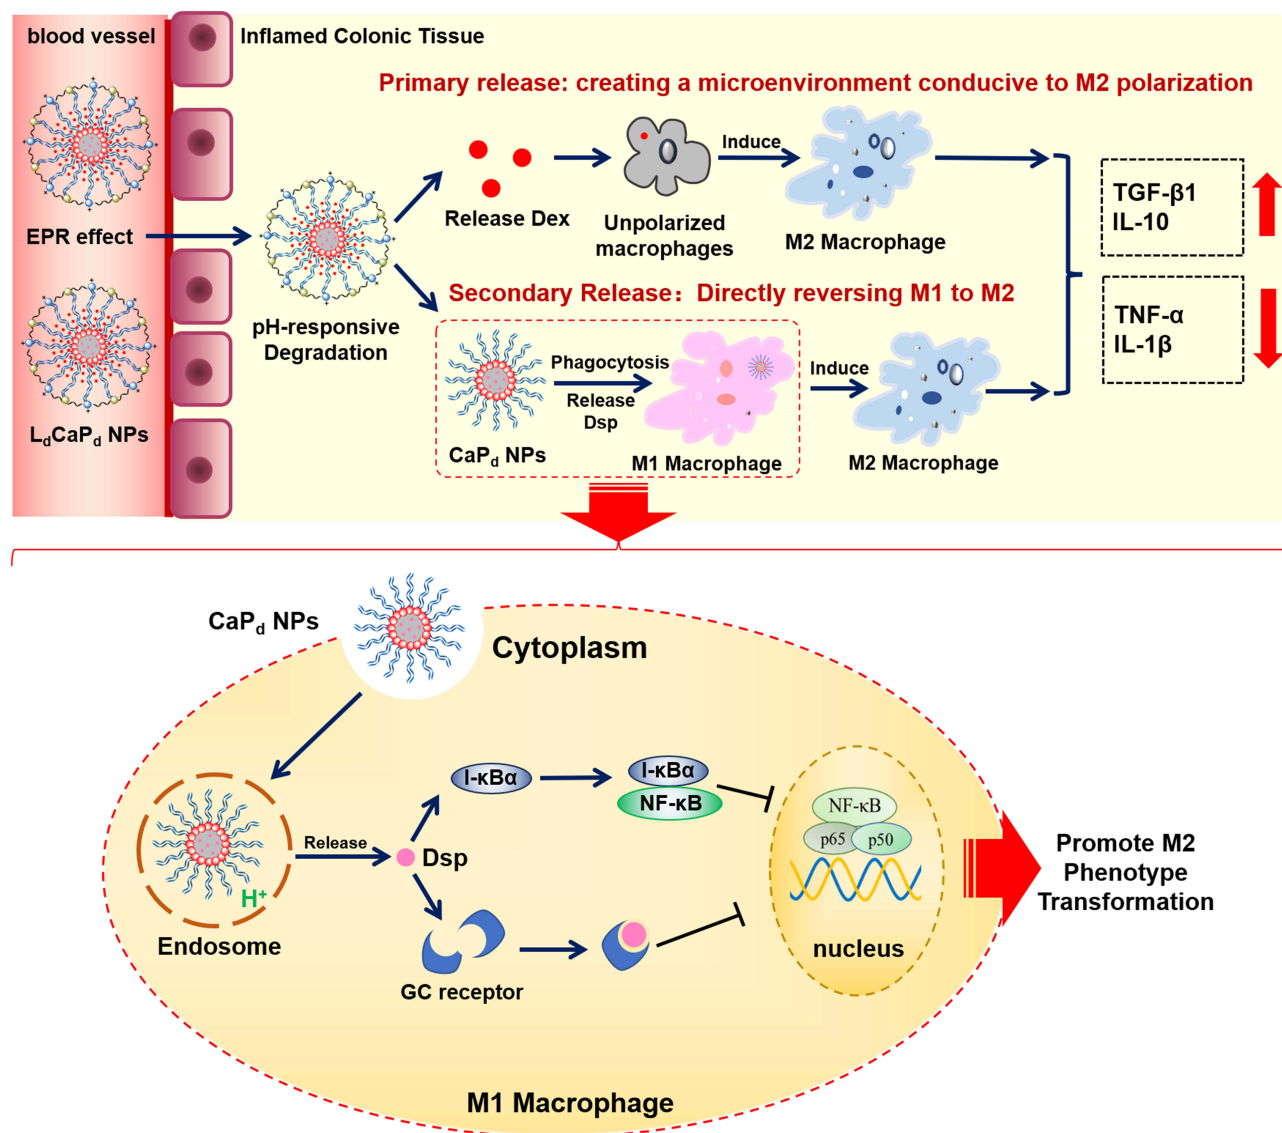 blood vessel
Inflamed Colonic Tissue
Primary release: creating a microenvironment conducive to M2 polarization
EPR effect
LdCaPd NPs
pH-responsive
Degradation
Release Dex
Unpolarized
macrophages
Induce
M2 Macrophage
Secondary Release：Directly reversing M1 to M2
CaPd NPs
Phagocytosis
Release
Dsp
M1 Macrophage
Induce
M2 Macrophage
TGF-β1
IL-10
TNF-α
IL-1β
CaPd NPs
Cytoplasm
H+
Endosome
Release
Dsp
I-κBα
I-κBα
NF-κB
GC receptor
NF-κB
p65
p50
nucleus
M1 Macrophage
Promote M2
Phenotype
Transformation